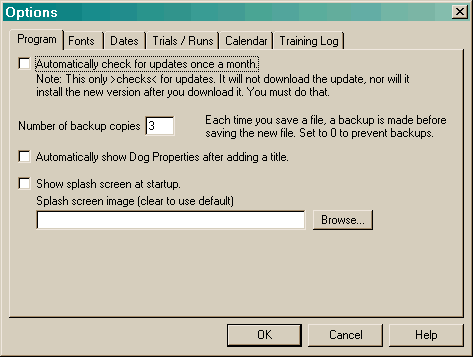 Options
Program Fonts Dates Trials / Runs Calendar Training Log
Automatically check for updates once a month.
Note: This only >checks< for updates. It will not download the update, nor will it
install the new version after you download it. You must do that.
Number of backup copies 3
Each time you save a file, a backup is made before
saving the new file. Set to 0 to prevent backups.
Automatically show Dog Properties after adding a title.
Show splash screen at startup.
Splash screen image (clear to use default)
Browse...
OK Cancel Help